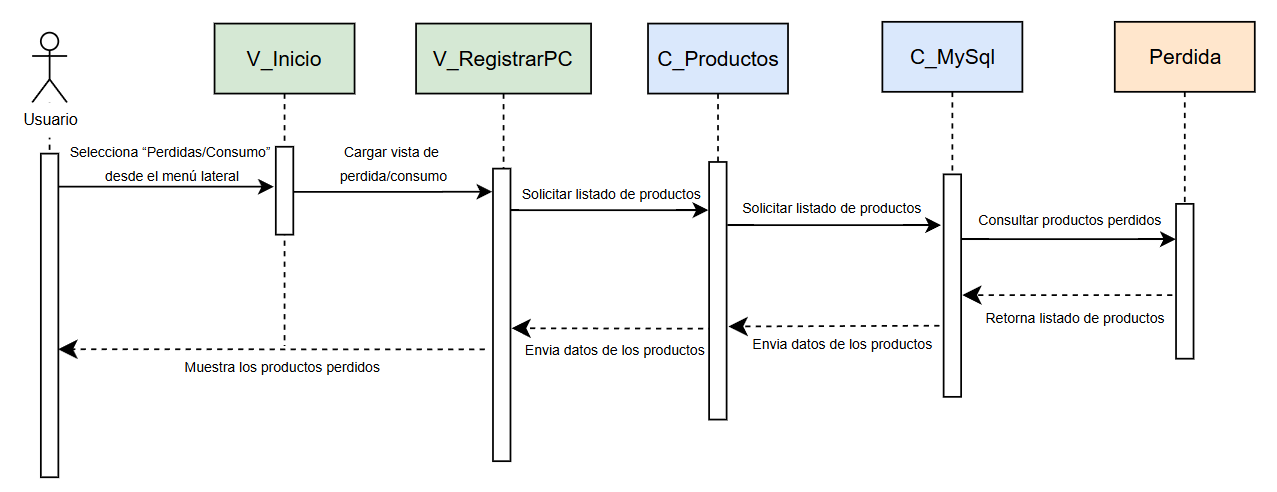 V_Inicio
V_RegistrarPC
C_Productos
C_MySql
Perdida
Usuario
Selecciona “Perdidas/Consumo”
desde el menú lateral
Cargar vista de
perdida/consumo
Solicitar listado de productos
Solicitar listado de productos
Consultar productos perdidos
Retorna listado de productos
Envia datos de los productos
Envia datos de los productos
Muestra los productos perdidos